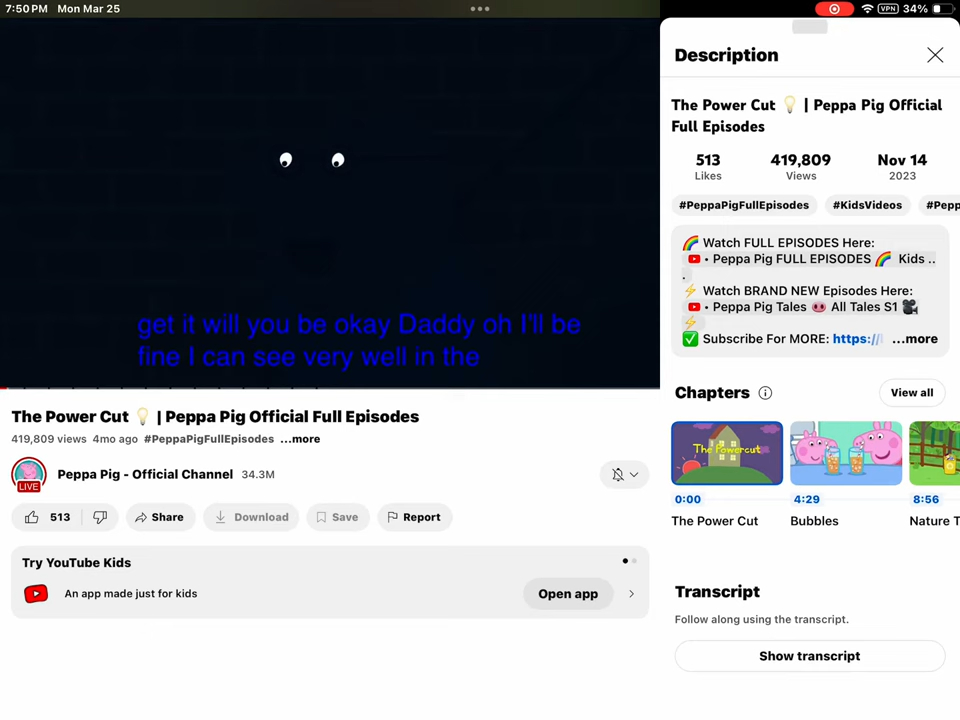 7:50 PM Mon Mar 25
VPN 34%
get it will you be okay Daddy oh I'll be
fine I can see very well in the
The Power Cut 💡 | Peppa Pig Official Full Episodes
419,809 views 4mo ago #PeppaPigFullEpisodes ...more
LIVE
Peppa Pig - Official Channel 34.3M
513
Share
Download
Save
Report
Try YouTube Kids
An app made just for kids
Open app
Description
The Power Cut 💡 | Peppa Pig Official
Full Episodes
513 419,809 Nov 14
Likes Views 2023
#PeppaPigFullEpisodes #KidsVideos #Pepp
🌈 Watch FULL EPISODES Here:
• Peppa Pig FULL EPISODES 🌈 Kids ..
.
⚡ Watch BRAND NEW Episodes Here:
• Peppa Pig Tales 🐽 All Tales S1 🎥
⚡
✅ Subscribe For MORE: https:// ...more
Chapters
View all
The Powercut
0:00 4:29 8:56
The Power Cut Bubbles Nature T
Transcript
Follow along using the transcript.
Show transcript